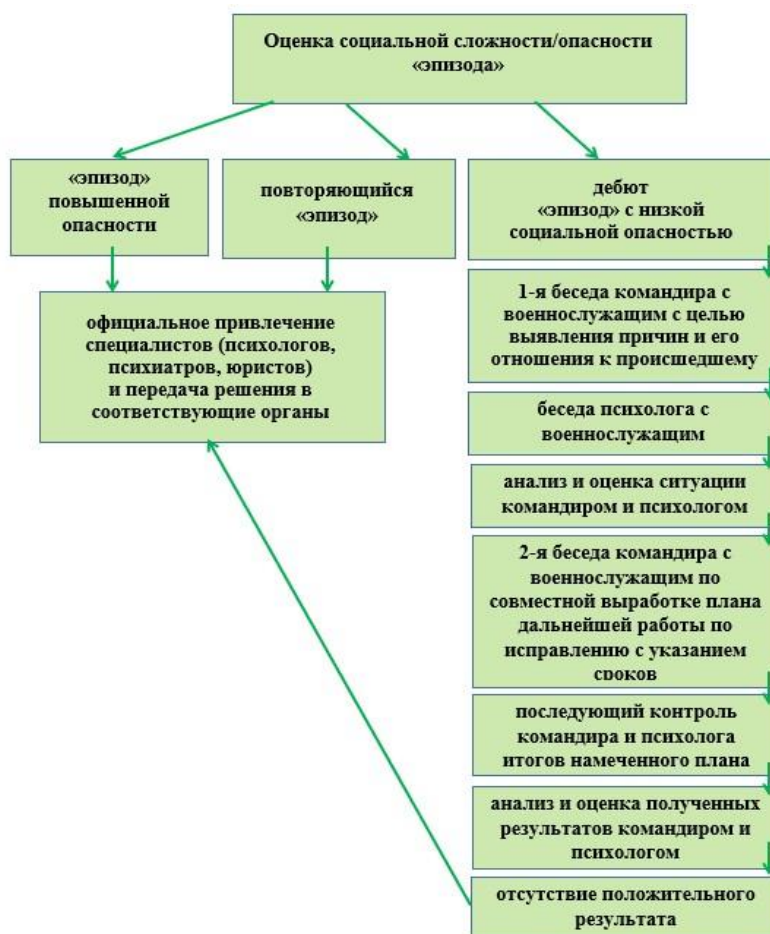 Оценка социальной сложности/опасности
«эпизода»
«эпизод»
повышенной
опасности
повторяющийся
«эпизод»
дебют
«эпизод» с низкой
социальной опасностью
официальное привлечение
специалистов (психологов,
психиатров, юристов)
и передача решения в
соответствующие органы
1-я беседа командира с
военнослужащим с целью
выявления причин и его
отношения к происшедшему
беседа психолога с
военнослужащим
анализ и оценка ситуации
командиром и психологом
2-я беседа командира с
военнослужащим по
совместной выработке плана
дальнейшей работы по
исправлению с указанием
сроков
последующий контроль
командира и психолога
итогов намеченного плана
анализ и оценка полученных
результатов командиром и
психологом
отсутствие положительного
результата